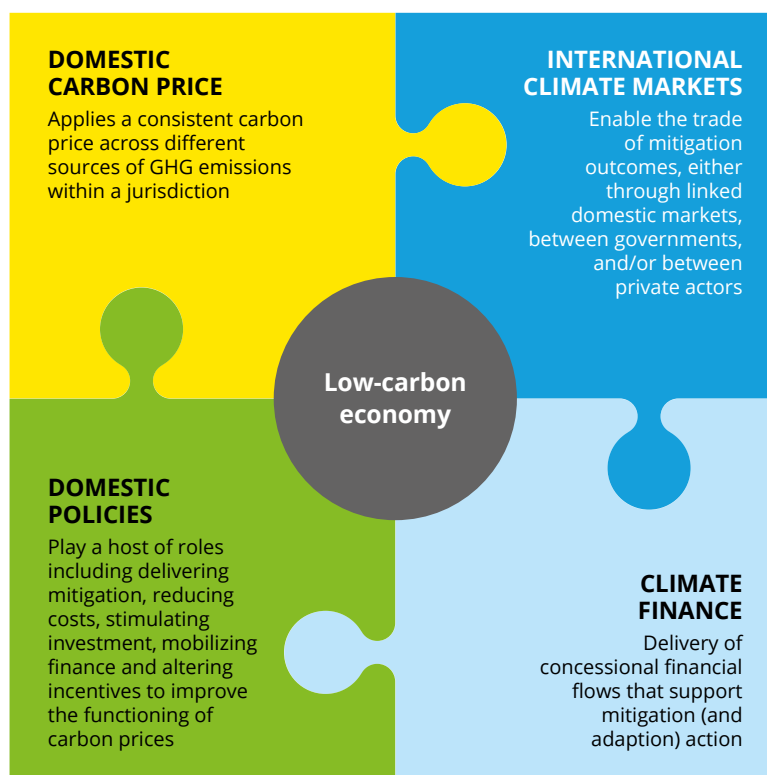 DOMESTIC
CARBON PRICE
Applies a consistent carbon
price across different
sources of GHG emissions
within a jurisdiction
INTERNATIONAL
CLIMATE MARKETS
Enable the trade
of mitigation
outcomes, either
through linked
domestic markets,
between governments,
and/or between
private actors
Low-carbon
economy
DOMESTIC
POLICIES
Play a host of roles
including delivering
mitigation, reducing
costs, stimulating
investment, mobilizing
finance and altering
incentives to improve
the functioning of
carbon prices
CLIMATE
FINANCE
Delivery of
concessional financial
flows that support
mitigation (and
adaption) action